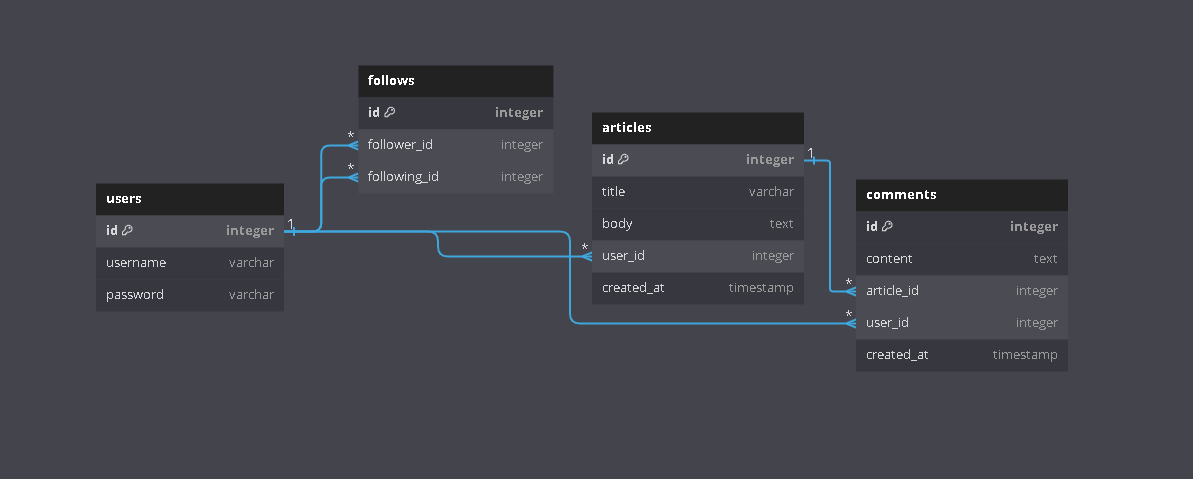 follows
id integer
follower_id integer
following_id integer
*
*
users
id integer
username varchar
password varchar
1
articles
id integer
title varchar
body text
user_id integer
created_at timestamp
*
1
comments
id integer
content text
article_id integer
user_id integer
created_at timestamp
*
*